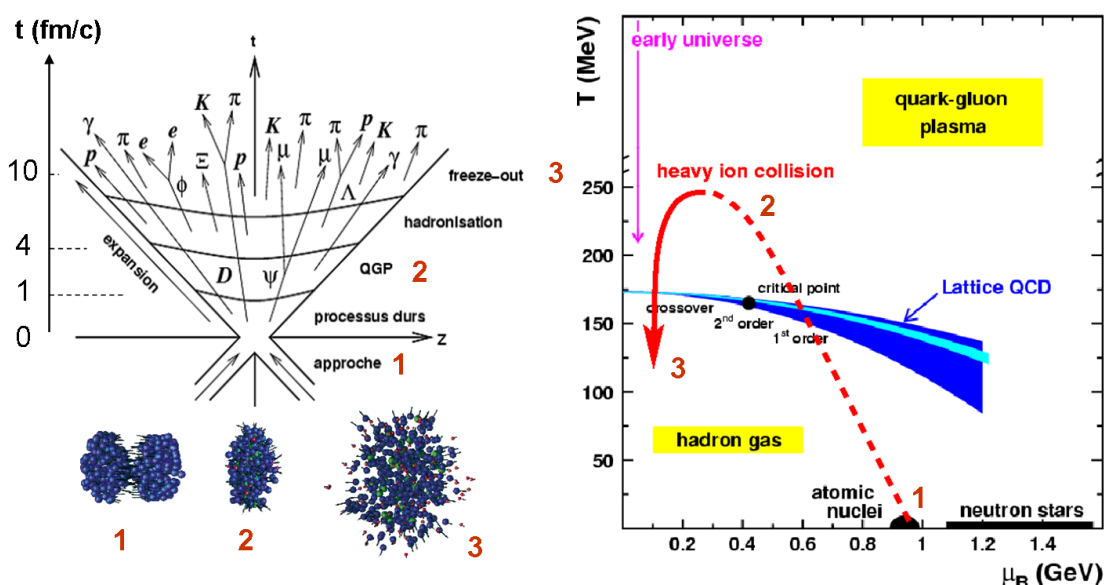 t (fm/c)
t
K
π
γ
π
e
e
K
π
π
p
K
π
p
Ξ
p
μ
μ
γ
10
ϕ
Λ
freeze–out
3
hadronisation
expansion
4
D
ψ
QGP
2
1
processus durs
0
z
approche
1
1
2
3
T (MeV)
early universe
quark-gluon
plasma
heavy ion collision
250
2
200
critical point
Lattice QCD
crossover
2nd order
1st order
150
3
100
hadron gas
50
1
atomic
nuclei
neutron stars
0.2
0.4
0.6
0.8
1
1.2
1.4
μB (GeV)